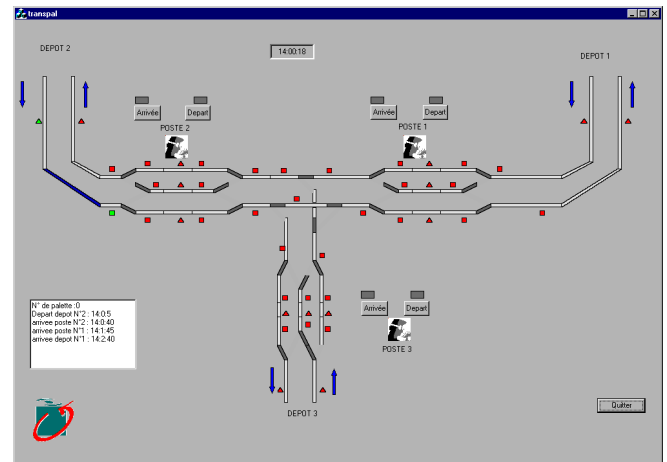 transpal
DEPOT 2
14:00:18
DEPOT 1
Arrivée
Depart
POSTE 2
Arrivée
Depart
POSTE 1
N° de palette :0
Depart depot N°2 : 14:0:5
arrivee poste N°2 : 14:0:40
arrivee poste N°1 : 14:1:45
arrivee depot N°1 : 14:2:40
Arrivée
Depart
POSTE 3
Quitter
DEPOT 3